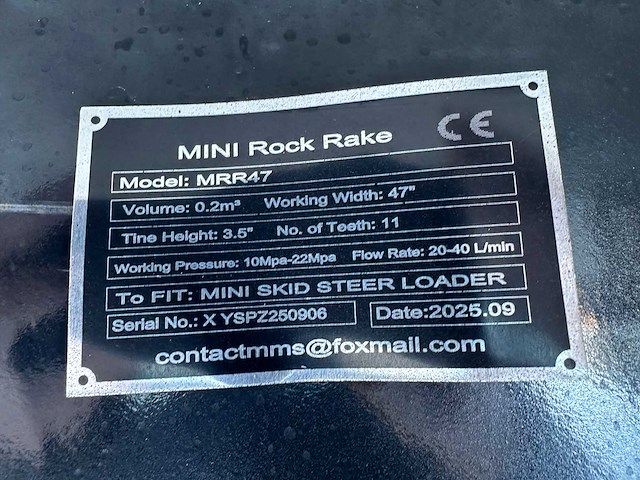 MINI Rock Rake CE
Model: MRR47
Volume: 0.2m³ Working Width: 47"
Tine Height: 3.5" No. of Teeth: 11
Working Pressure: 10Mpa-22Mpa Flow Rate: 20-40 L/min
To FIT: MINI SKID STEER LOADER
Serial No.: X YSPZ250906 Date:2025.09
contactmms@foxmail.com